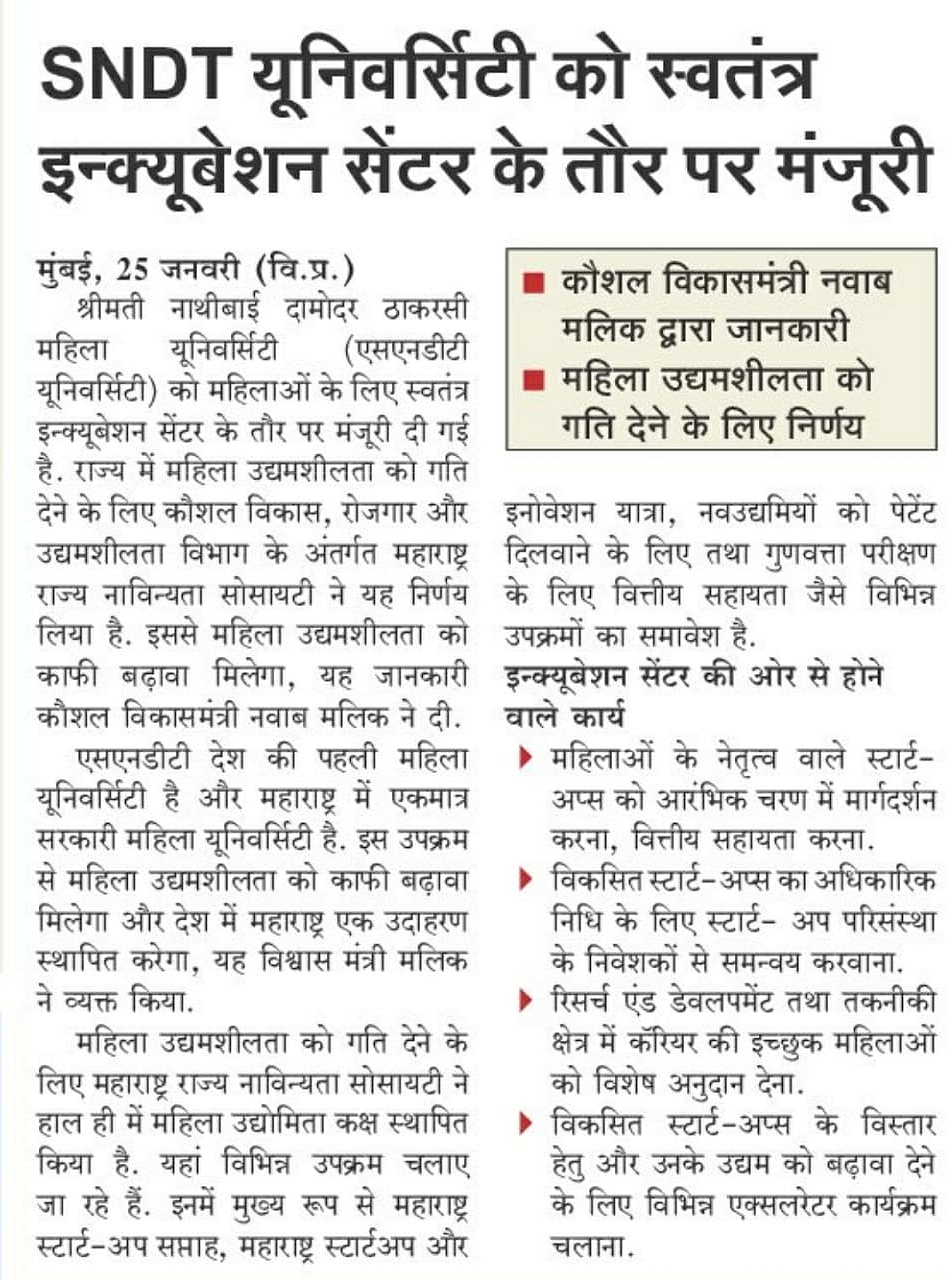 SNDT यूनिवर्सिटी को स्वतंत्र
इन्क्यूबेशन सेंटर के तौर पर मंजूरी
मुंबई, 25 जनवरी (वि.प्र.)
श्रीमती नाथीबाई दामोदर ठाकरसी
महिला यूनिवर्सिटी (एसएनडीटी
यूनिवर्सिटी) को महिलाओं के लिए स्वतंत्र
इन्क्यूबेशन सेंटर के तौर पर मंजूरी दी गई
है. राज्य में महिला उद्यमशीलता को गति
देने के लिए कौशल विकास, रोजगार और
उद्यमशीलता विभाग के अंतर्गत महाराष्ट्र
राज्य नाविन्यता सोसायटी ने यह निर्णय
लिया है. इससे महिला उद्यमशीलता को
काफी बढ़ावा मिलेगा, यह जानकारी
कौशल विकासमंत्री नवाब मलिक ने दी.
एसएनडीटी देश की पहली महिला
यूनिवर्सिटी है और महाराष्ट्र में एकमात्र
सरकारी महिला यूनिवर्सिटी है. इस उपक्रम
से महिला उद्यमशीलता को काफी बढ़ावा
मिलेगा और देश में महाराष्ट्र एक उदाहरण
स्थापित करेगा, यह विश्वास मंत्री मलिक
ने व्यक्त किया.
महिला उद्यमशीलता को गति देने के
लिए महाराष्ट्र राज्य नाविन्यता सोसायटी ने
हाल ही में महिला उद्योमिता कक्ष स्थापित
किया है. यहां विभिन्न उपक्रम चलाए
जा रहे हैं. इनमें मुख्य रूप से महाराष्ट्र
स्टार्ट-अप सप्ताह, महाराष्ट्र स्टार्टअप और
■ कौशल विकासमंत्री नवाब
मलिक द्वारा जानकारी
■ महिला उद्यमशीलता को
गति देने के लिए निर्णय
इनोवेशन यात्रा, नवउद्यमियों को पेटेंट
दिलवाने के लिए तथा गुणवत्ता परीक्षण
के लिए वित्तीय सहायता जैसे विभिन्न
उपक्रमों का समावेश है.
इन्क्यूबेशन सेंटर की ओर से होने
वाले कार्य
महिलाओं के नेतृत्व वाले स्टार्ट-
अप्स को आरंभिक चरण में मार्गदर्शन
करना, वित्तीय सहायता करना.
विकसित स्टार्ट-अप्स का अधिकारिक
निधि के लिए स्टार्ट- अप परिसंस्था
के निवेशकों से समन्वय करवाना.
रिसर्च एंड डेवलपमेंट तथा तकनीकी
क्षेत्र में कॅरियर की इच्छुक महिलाओं
को विशेष अनुदान देना.
विकसित स्टार्ट-अप्स के विस्तार
हेतु और उनके उद्यम को बढ़ावा देने
के लिए विभिन्न एक्सलरेटर कार्यक्रम
चलाना.